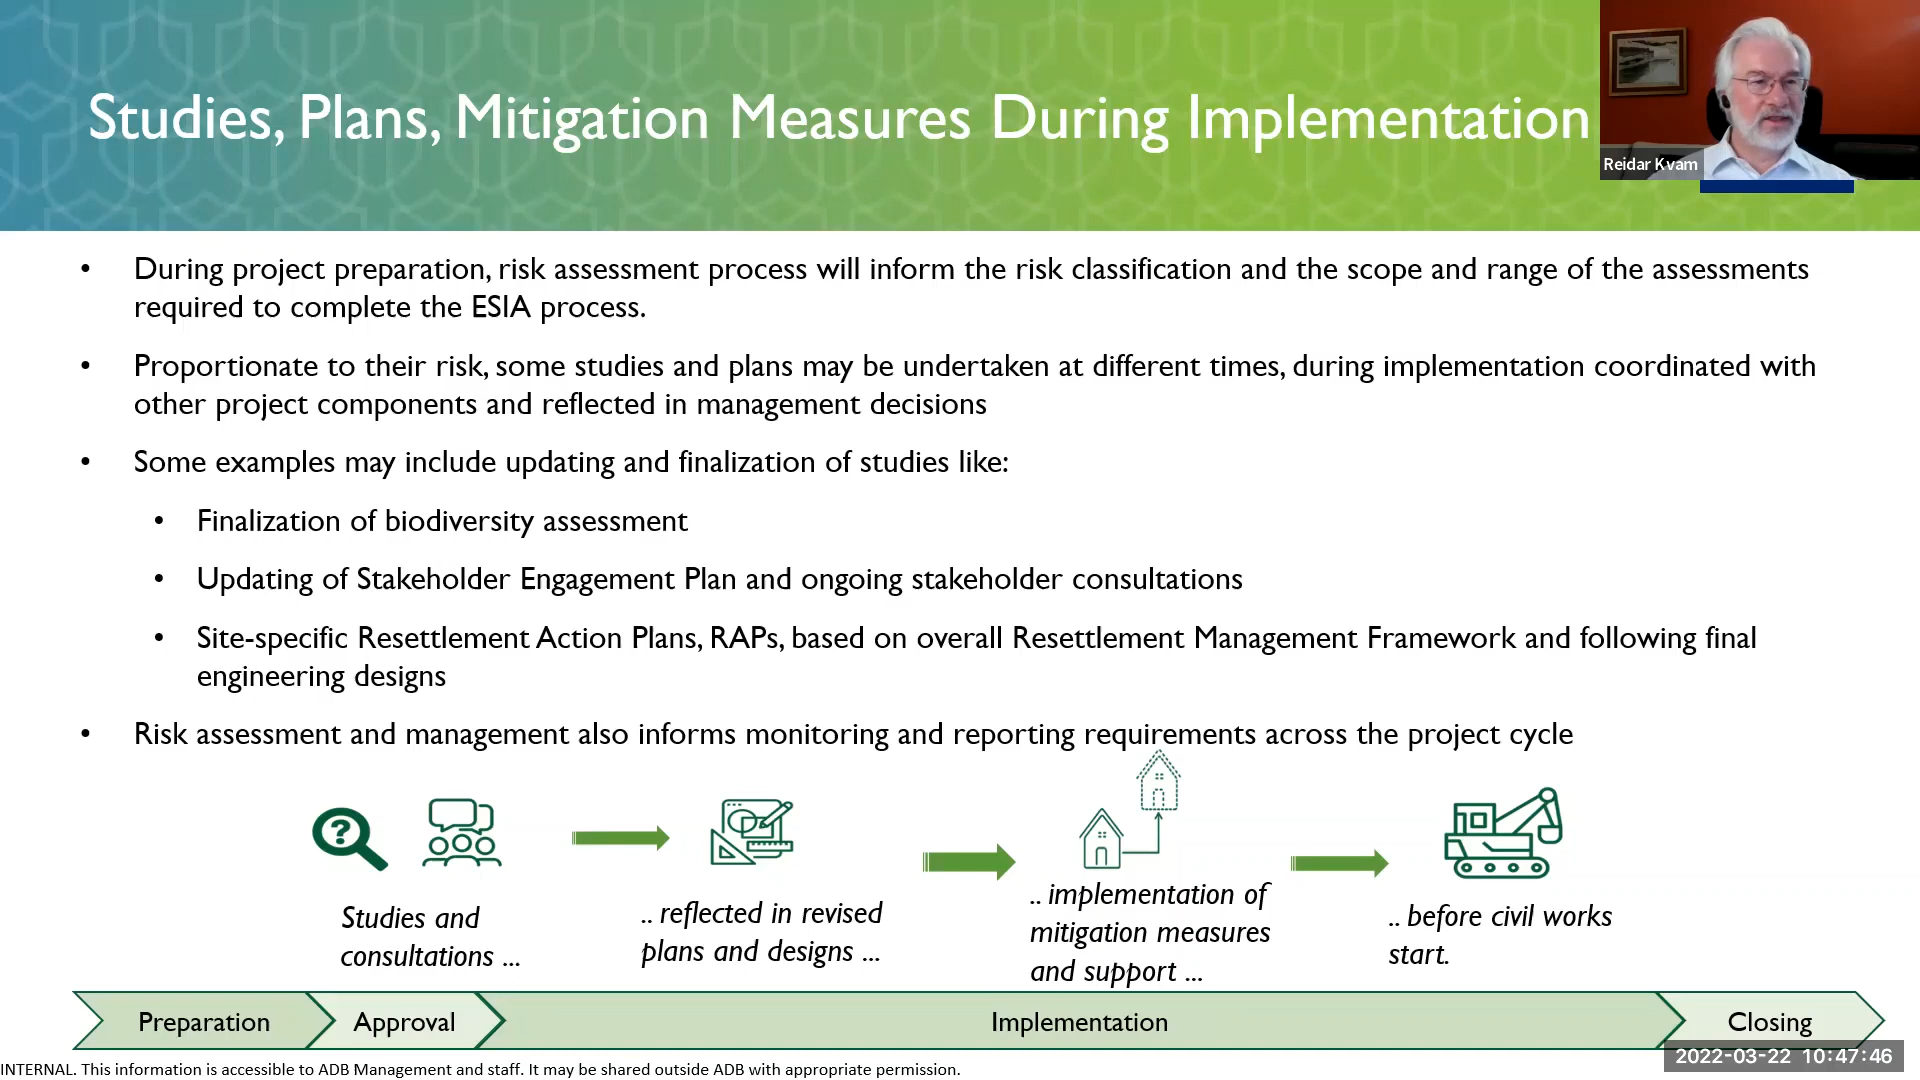 Studies, Plans, Mitigation Measures During Implementation
Reidar Kvam
• During project preparation, risk assessment process will inform the risk classification and the scope and range of the assessments
required to complete the ESIA process.
• Proportionate to their risk, some studies and plans may be undertaken at different times, during implementation coordinated with
other project components and reflected in management decisions
• Some examples may include updating and finalization of studies like:
• Finalization of biodiversity assessment
• Updating of Stakeholder Engagement Plan and ongoing stakeholder consultations
• Site-specific Resettlement Action Plans, RAPs, based on overall Resettlement Management Framework and following final
engineering designs
• Risk assessment and management also informs monitoring and reporting requirements across the project cycle
?
Studies and
consultations ...
.. reflected in revised
plans and designs ...
.. implementation of
mitigation measures
and support ...
.. before civil works
start.
Preparation
Approval
Implementation
Closing
2022-03-22 10:47:46
INTERNAL. This information is accessible to ADB Management and staff. It may be shared outside ADB with appropriate permission.